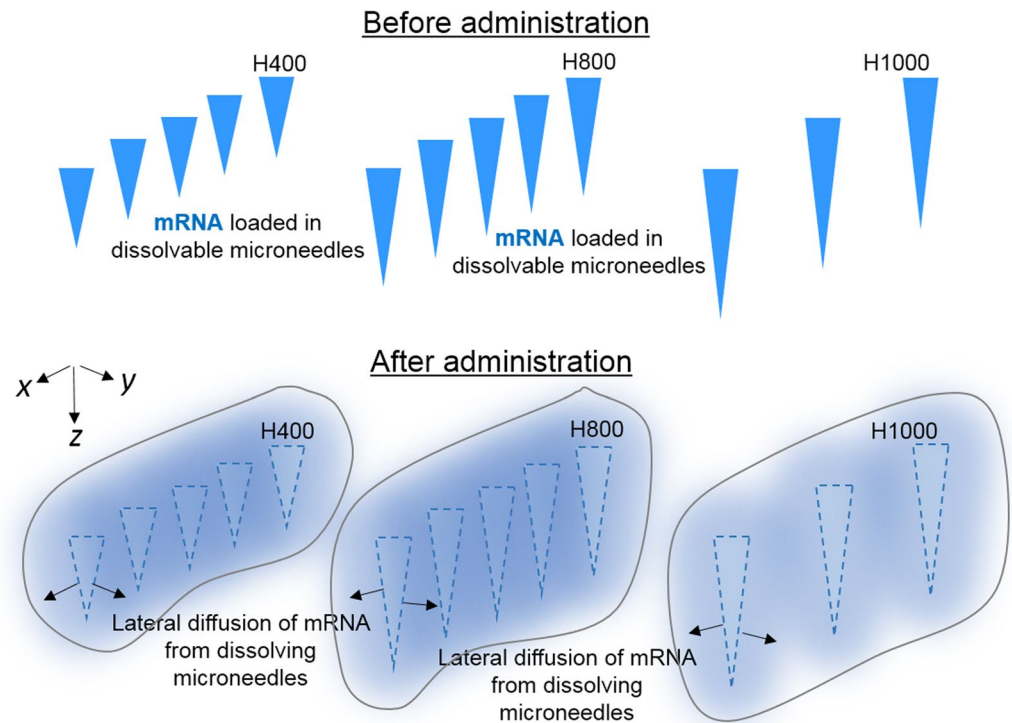 Before administration
H400
H800
H1000
mRNA loaded in
dissolvable microneedles
mRNA loaded in
dissolvable microneedles
After administration
x
y
z
H400
H800
H1000
Lateral diffusion of mRNA
from dissolving
microneedles
Lateral diffusion of mRNA
from dissolving
microneedles